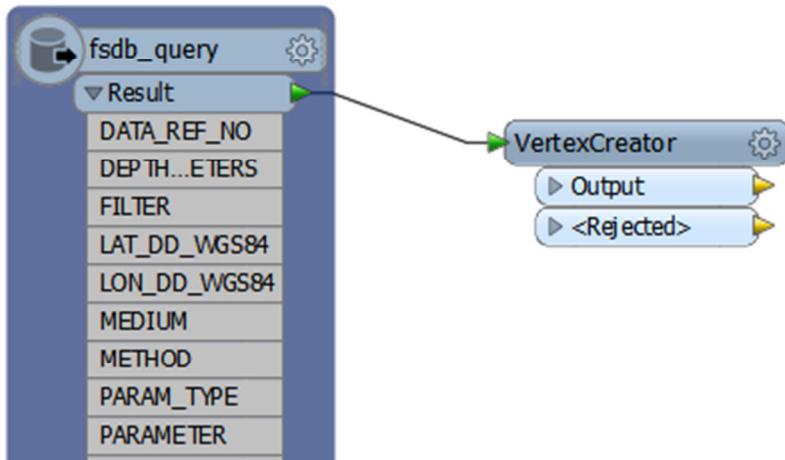 fsdb_query
Result
DATA_REF_NO
DEPTH...ETERS
FILTER
LAT_DD_WGS84
LON_DD_WGS84
MEDIUM
METHOD
PARAM_TYPE
PARAMETER
VertexCreator
Output
<Rejected>